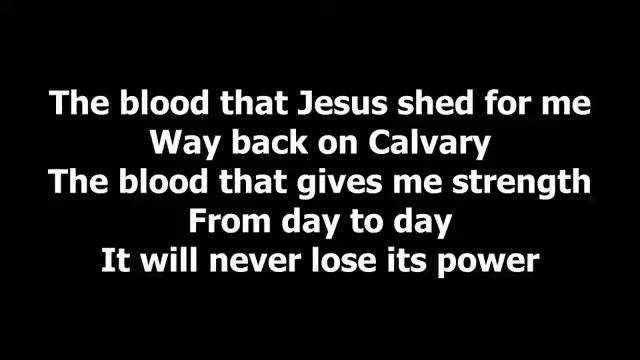 The blood that Jesus shed for me
Way back on Calvary
The blood that gives me strength
From day to day
It will never lose its power